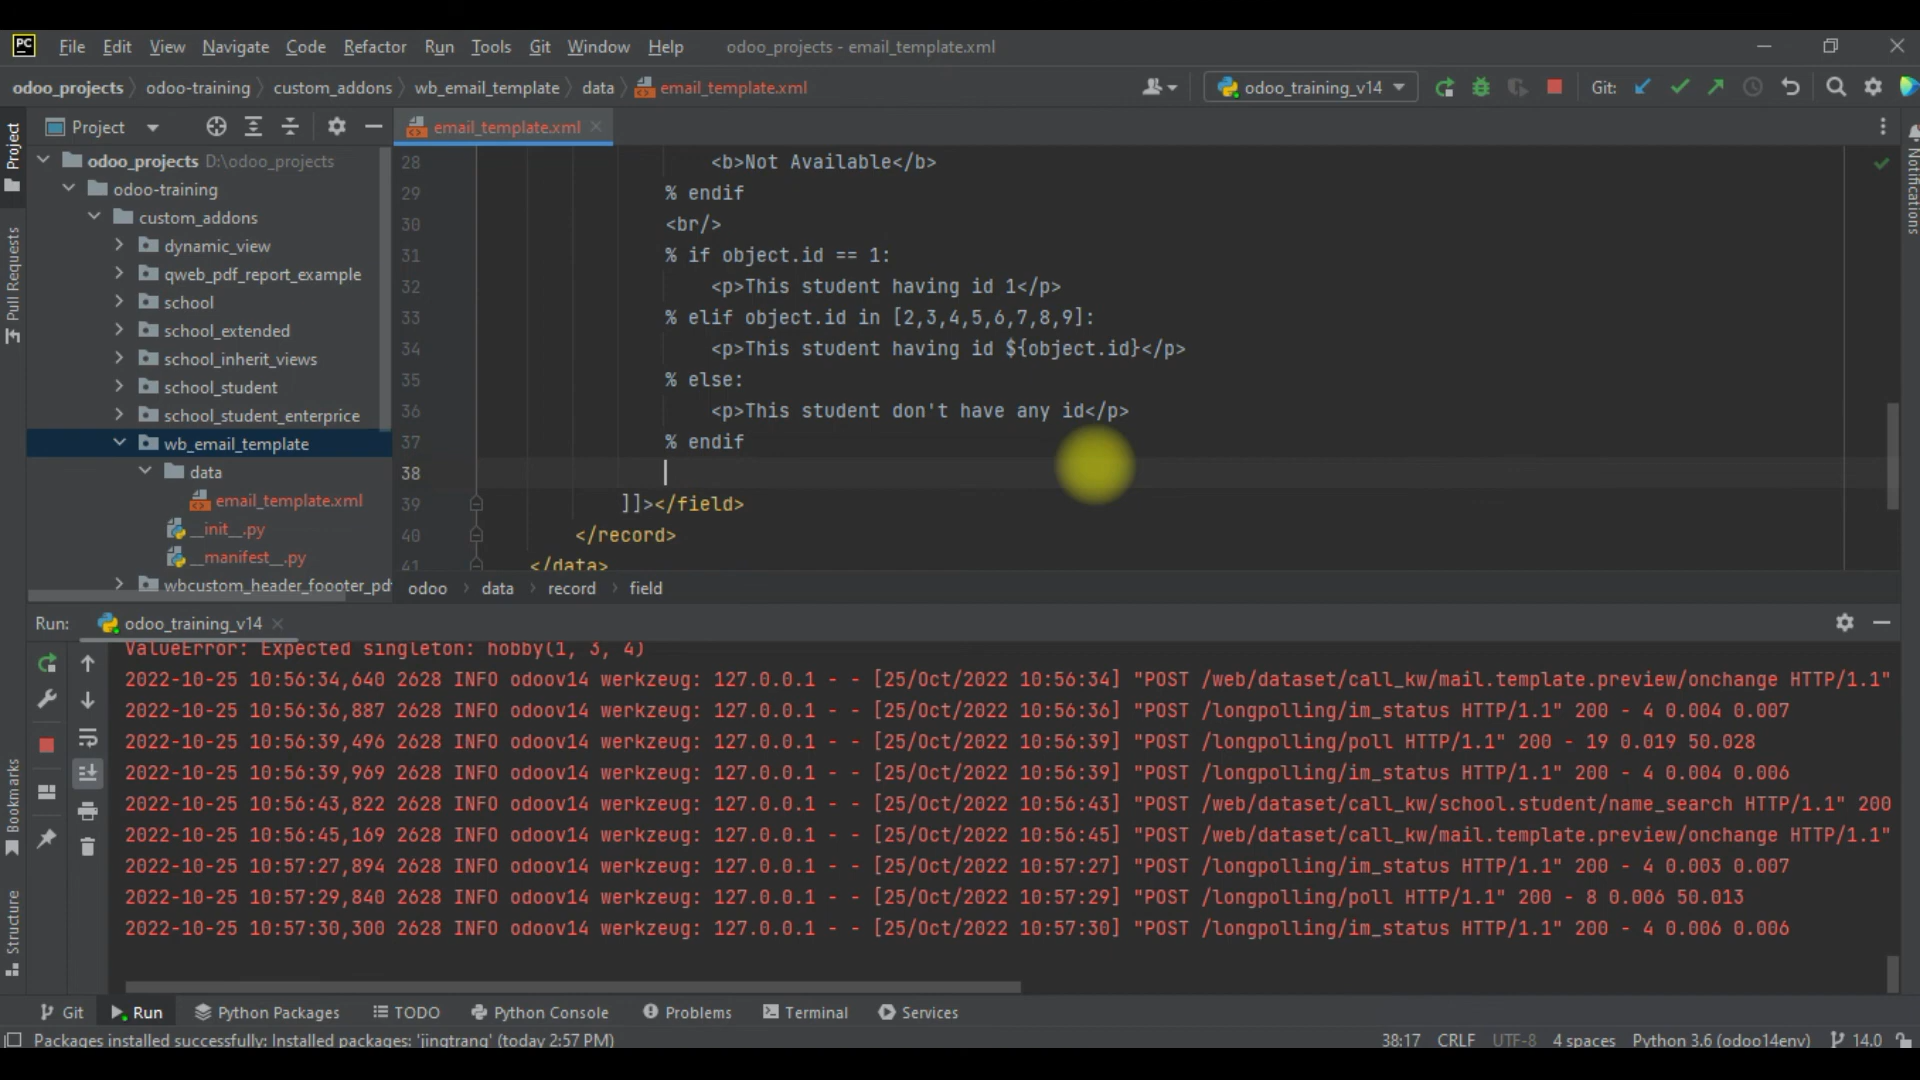 PC File Edit View Navigate Code Refactor Run Tools Git Window Help odoo_projects - email_template.xml
odoo_projects odoo-training custom_addons wb_email_template data email_template.xml odoo_training_v14 Git:
Project
email_template.xml
Project
Pull Requests
Bookmarks
Structure
Notifications
odoo_projects D:\odoo_projects
odoo-training
custom_addons
dynamic_view
qweb_pdf_report_example
school
school_extended
school_inherit_views
school_student
school_student_enterprice
wb_email_template
data
email_template.xml
__init__.py
__manifest__.py
wbcustom_header_foooter_pd
28 <b>Not Available</b>
29 % endif
30 <br/>
31 % if object.id == 1:
32 <p>This student having id 1</p>
33 % elif object.id in [2,3,4,5,6,7,8,9]:
34 <p>This student having id ${object.id}</p>
35 % else:
36 <p>This student don't have any id</p>
37 % endif
38
39 ]]></field>
40 </record>
41 </data>
odoo data record field
Run: odoo_training_v14
ValueError: Expected singleton: hobby(1, 3, 4)
2022-10-25 10:56:34,640 2628 INFO odoov14 werkzeug: 127.0.0.1 - - [25/Oct/2022 10:56:34] "POST /web/dataset/call_kw/mail.template.preview/onchange HTTP/1.1"
2022-10-25 10:56:36,887 2628 INFO odoov14 werkzeug: 127.0.0.1 - - [25/Oct/2022 10:56:36] "POST /longpolling/im_status HTTP/1.1" 200 - 4 0.004 0.007
2022-10-25 10:56:39,496 2628 INFO odoov14 werkzeug: 127.0.0.1 - - [25/Oct/2022 10:56:39] "POST /longpolling/poll HTTP/1.1" 200 - 19 0.019 50.028
2022-10-25 10:56:39,969 2628 INFO odoov14 werkzeug: 127.0.0.1 - - [25/Oct/2022 10:56:39] "POST /longpolling/im_status HTTP/1.1" 200 - 4 0.004 0.006
2022-10-25 10:56:43,822 2628 INFO odoov14 werkzeug: 127.0.0.1 - - [25/Oct/2022 10:56:43] "POST /web/dataset/call_kw/school.student/name_search HTTP/1.1" 200
2022-10-25 10:56:45,169 2628 INFO odoov14 werkzeug: 127.0.0.1 - - [25/Oct/2022 10:56:45] "POST /web/dataset/call_kw/mail.template.preview/onchange HTTP/1.1"
2022-10-25 10:57:27,894 2628 INFO odoov14 werkzeug: 127.0.0.1 - - [25/Oct/2022 10:57:27] "POST /longpolling/im_status HTTP/1.1" 200 - 4 0.003 0.007
2022-10-25 10:57:29,840 2628 INFO odoov14 werkzeug: 127.0.0.1 - - [25/Oct/2022 10:57:29] "POST /longpolling/poll HTTP/1.1" 200 - 8 0.006 50.013
2022-10-25 10:57:30,300 2628 INFO odoov14 werkzeug: 127.0.0.1 - - [25/Oct/2022 10:57:30] "POST /longpolling/im_status HTTP/1.1" 200 - 4 0.006 0.006
Git Run Python Packages TODO Python Console Problems Terminal Services
Packages installed successfully: Installed packages: 'jingtrang' (today 2:57 PM) 38:17 CRLF UTF-8 4 spaces Python 3.6 (odoo14env) 14.0